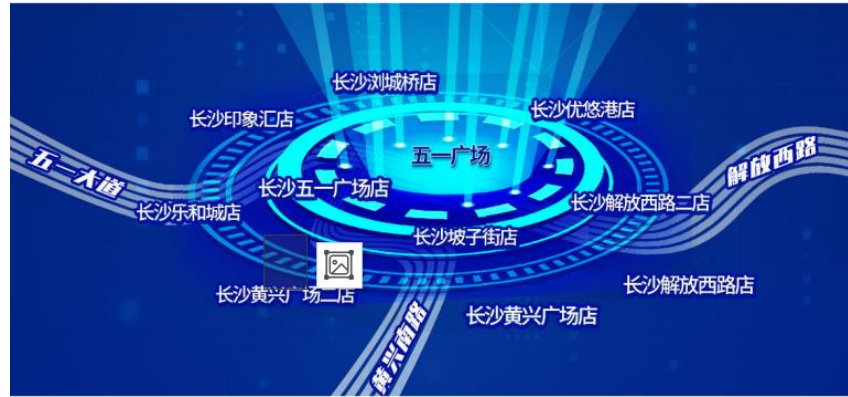 长沙浏城桥店
长沙优悠港店
长沙印象汇店
五一广场
五一大道
解放西路
长沙五一广场店
长沙解放西路二店
长沙乐和城店
长沙坡子街店
长沙黄兴广场二店
长沙解放西路店
长沙黄兴广场店
黄兴南路